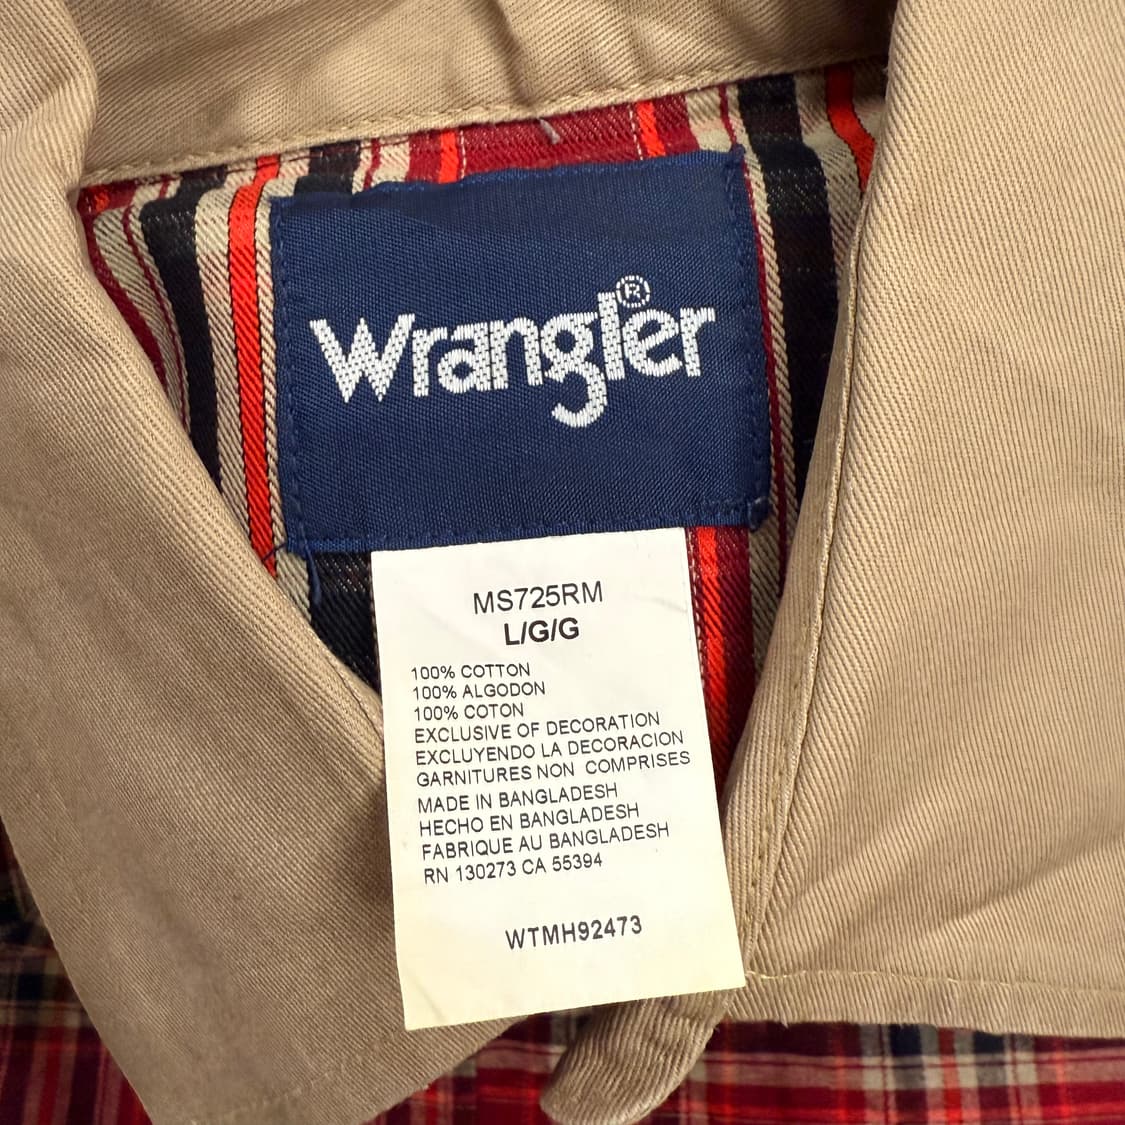 Wrangler®
MS725RM
L/G/G
100% COTTON
100% ALGODON
100% COTON
EXCLUSIVE OF DECORATION
EXCLUYENDO LA DECORACION
GARNITURES NON COMPRISES
MADE IN BANGLADESH
HECHO EN BANGLADESH
FABRIQUE AU BANGLADESH
RN 130273 CA 55394
WTMH92473